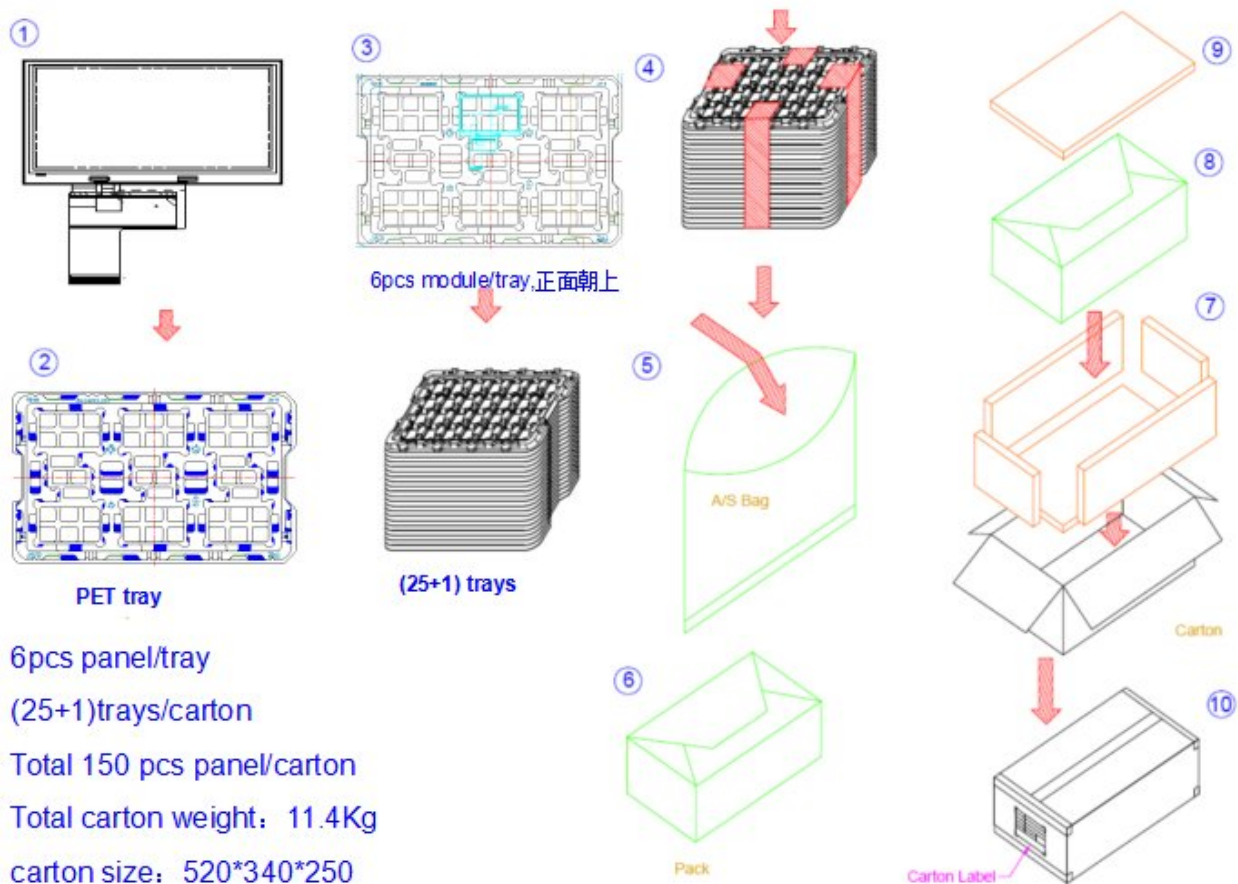 ①
②
PET tray
6pcs panel/tray
(25+1)trays/carton
Total 150 pcs panel/carton
Total carton weight：11.4Kg
carton size：520*340*250
③
6pcs module/tray,正面朝上
(25+1) trays
④
⑤
A/S Bag
⑥
Pack
⑨
⑧
⑦
Carton
⑩
Carton Label